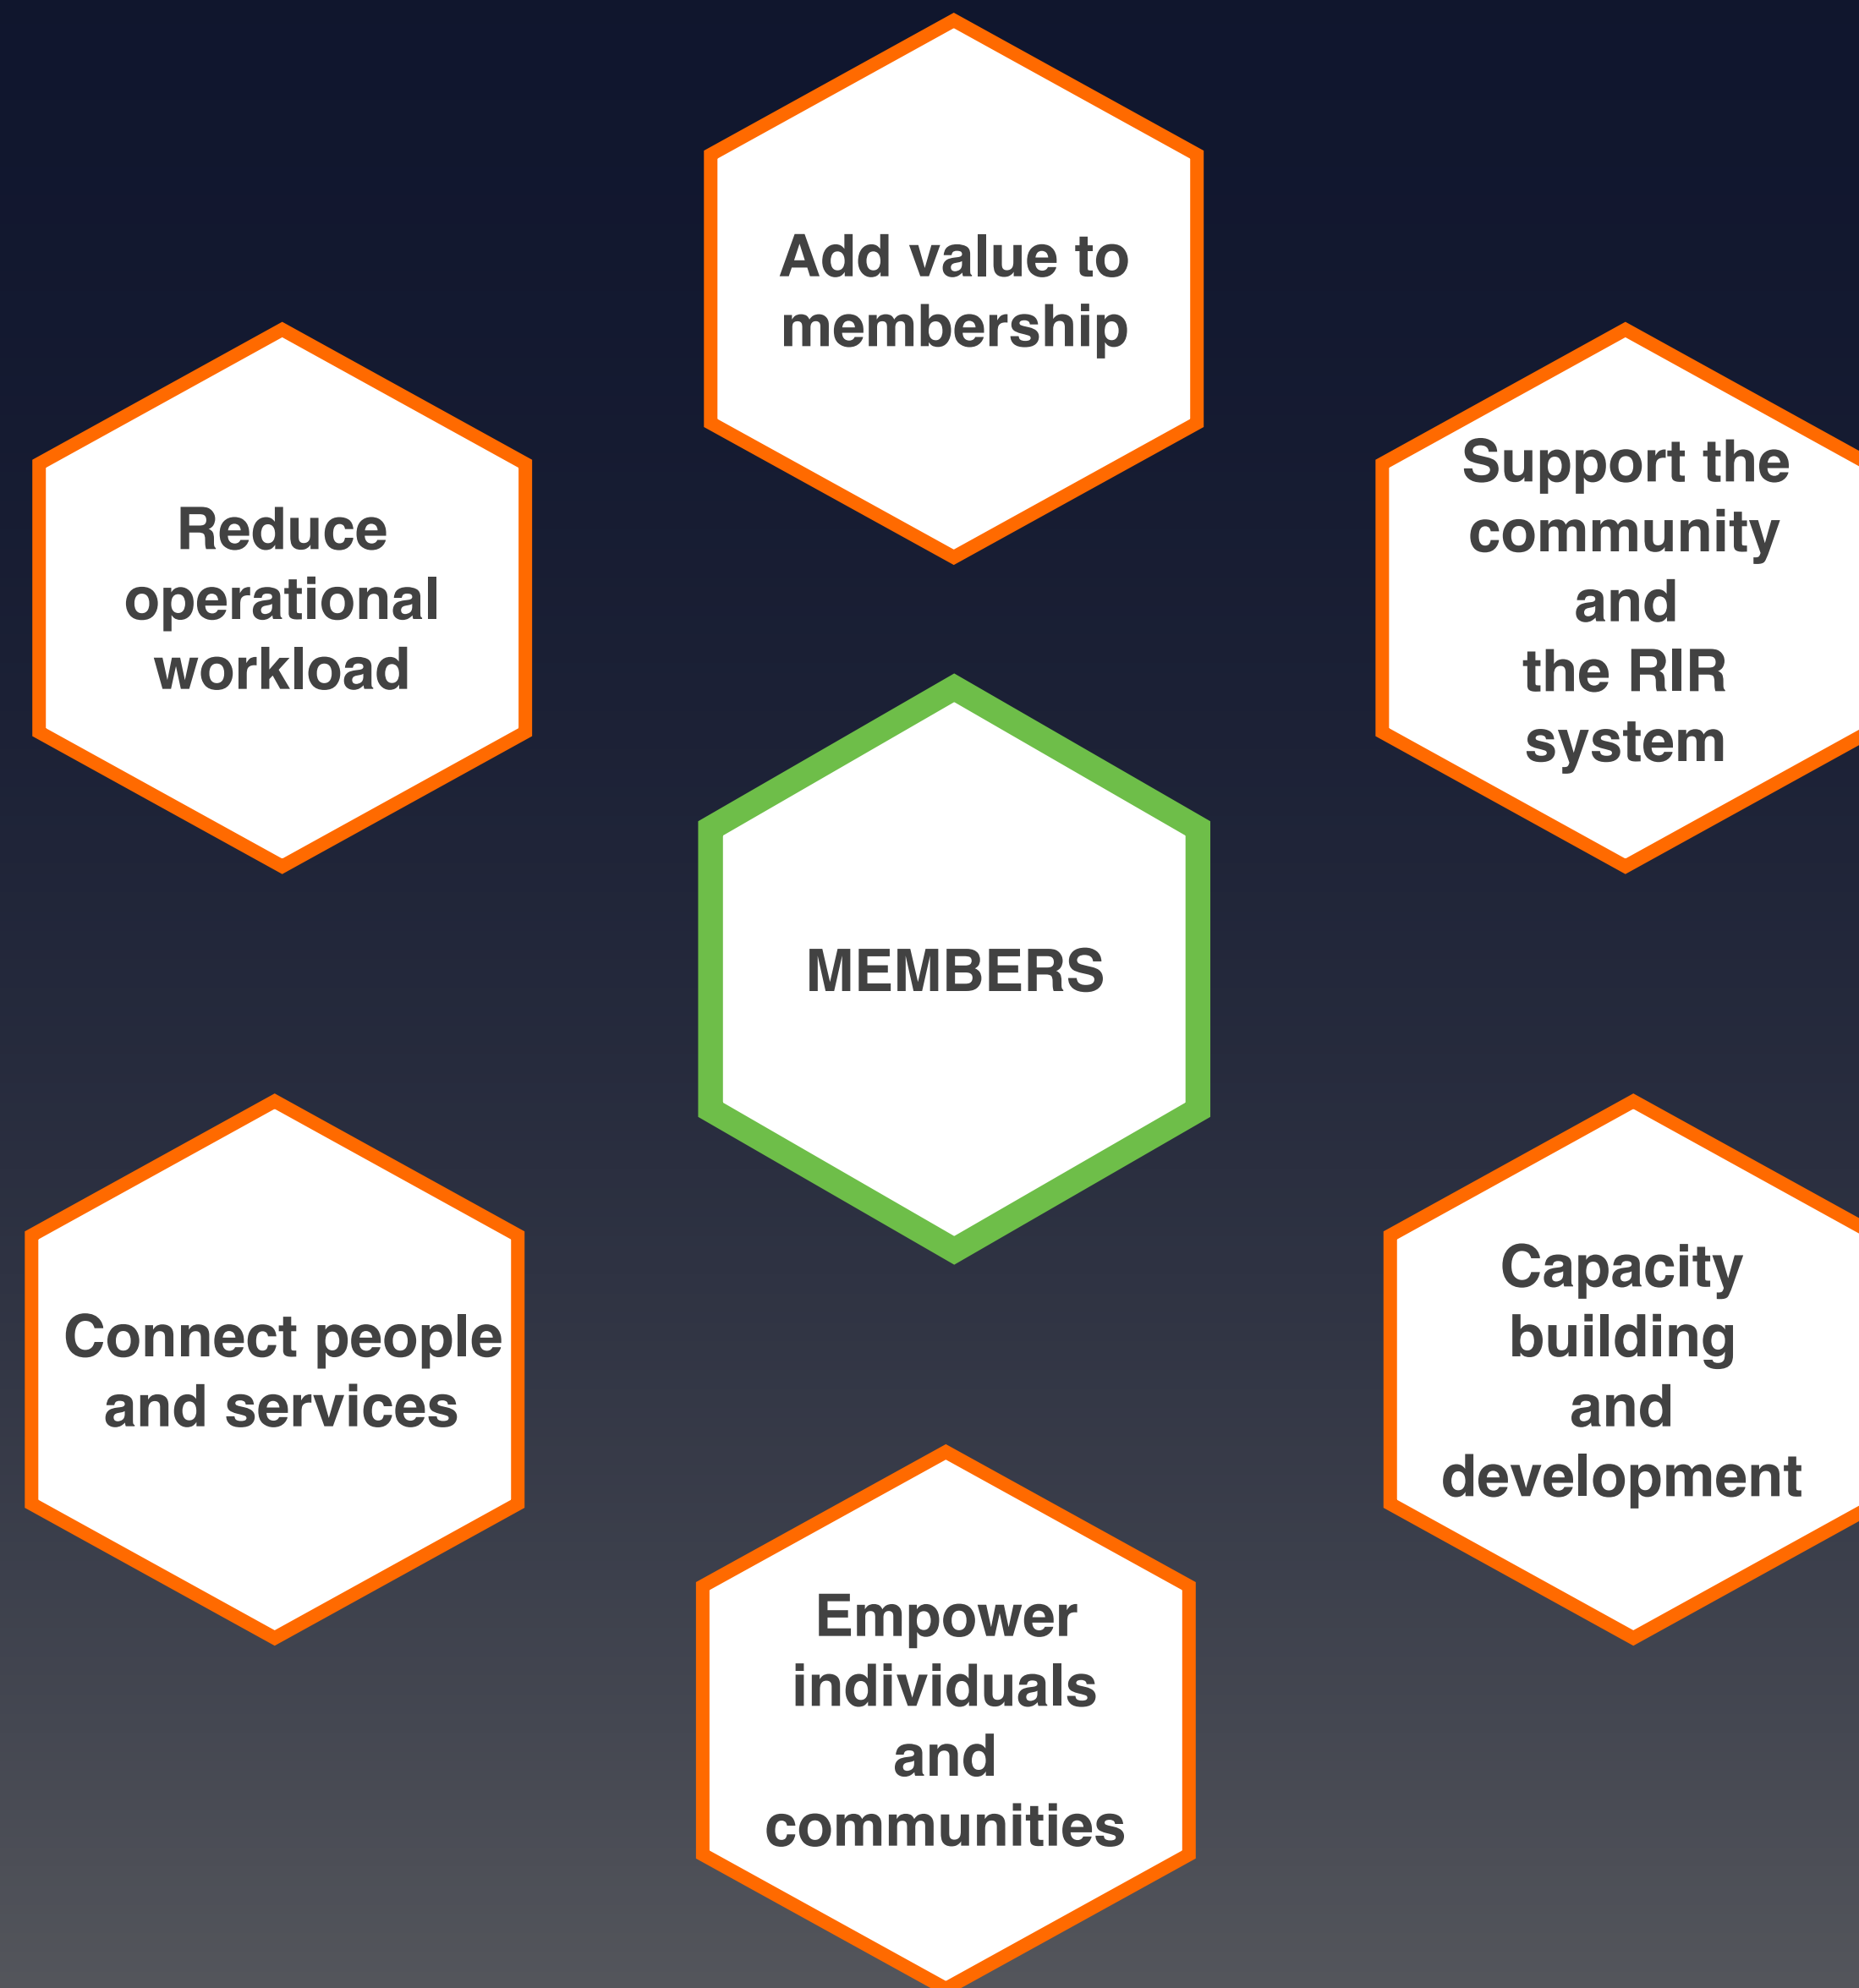 Add value to
membership
Reduce
operational
workload
Support the
community
and
the RIR
system
MEMBERS
Connect people
and services
Capacity
building
and
development
Empower
individuals
and
communities